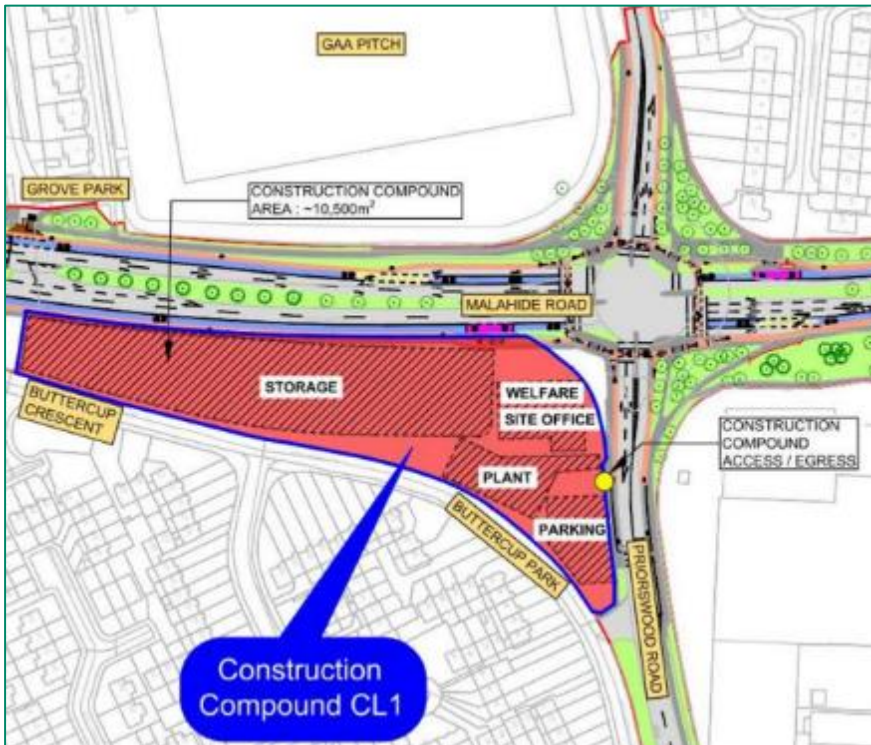 GAA PITCH
GROVE PARK
CONSTRUCTION COMPOUND
AREA : ~10,500m²
MALAHIDE ROAD
STORAGE
WELFARE
SITE OFFICE
BUTTERCUP
CRESCENT
CONSTRUCTION
COMPOUND
ACCESS / EGRESS
PLANT
PARKING
BUTTERCUP PARK
PRIORSWOOD ROAD
Construction
Compound CL1